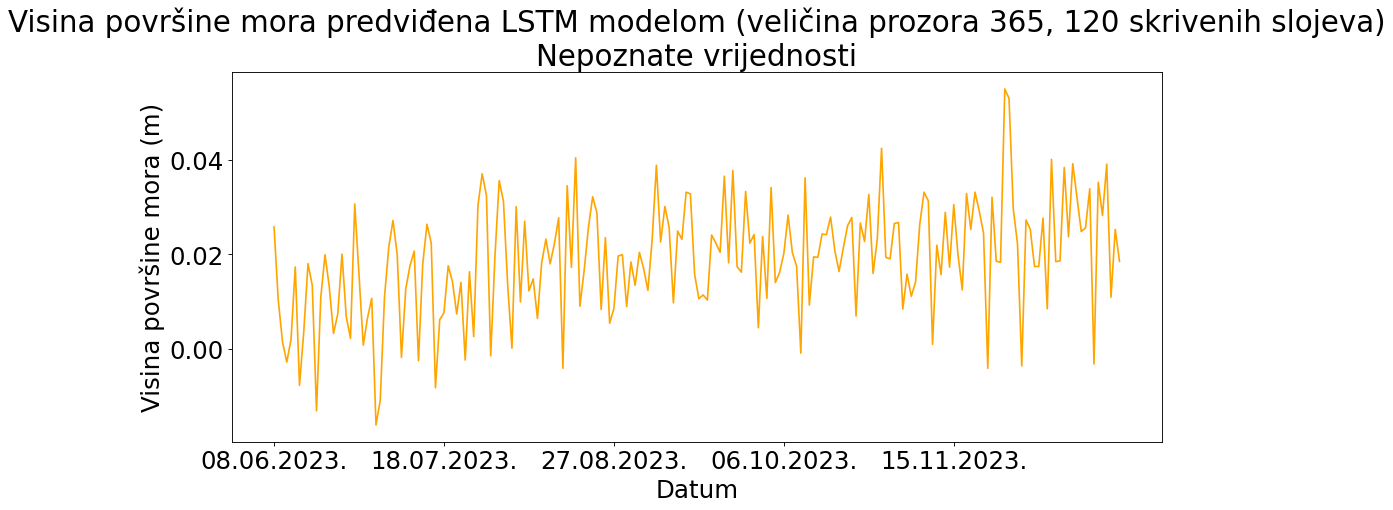 Visina površine mora predviđena LSTM modelom (veličina prozora 365, 120 skrivenih slojeva)
Nepoznate vrijednosti
Visina površine mora (m)
0.04
0.02
0.00
08.06.2023. 18.07.2023. 27.08.2023. 06.10.2023. 15.11.2023.
Datum